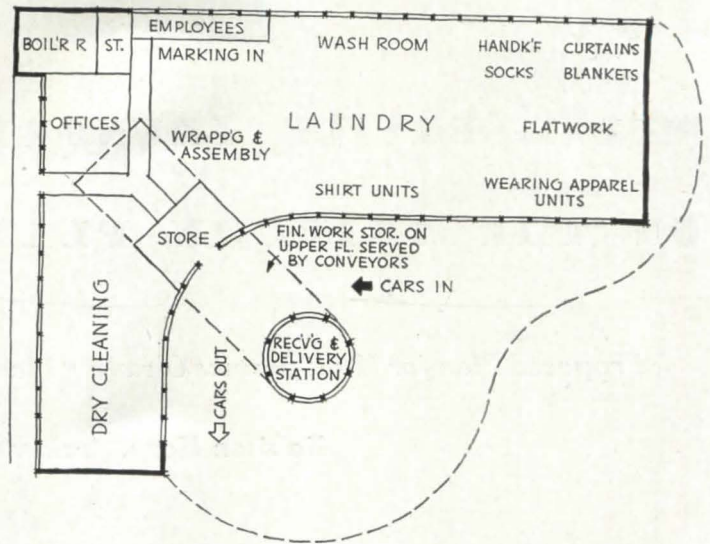 EMPLOYEES
BOIL'R R
ST.
MARKING IN
WASH ROOM
HANDK'F
CURTAINS
SOCKS
BLANKETS
OFFICES
WRAPP'G &
ASSEMBLY
LAUNDRY
FLATWORK
SHIRT UNITS
WEARING APPAREL
UNITS
STORE
FIN. WORK STOR. ON
UPPER FL. SERVED
BY CONVEYORS
CARS IN
RECV'G &
DELIVERY
STATION
DRY CLEANING
CARS OUT